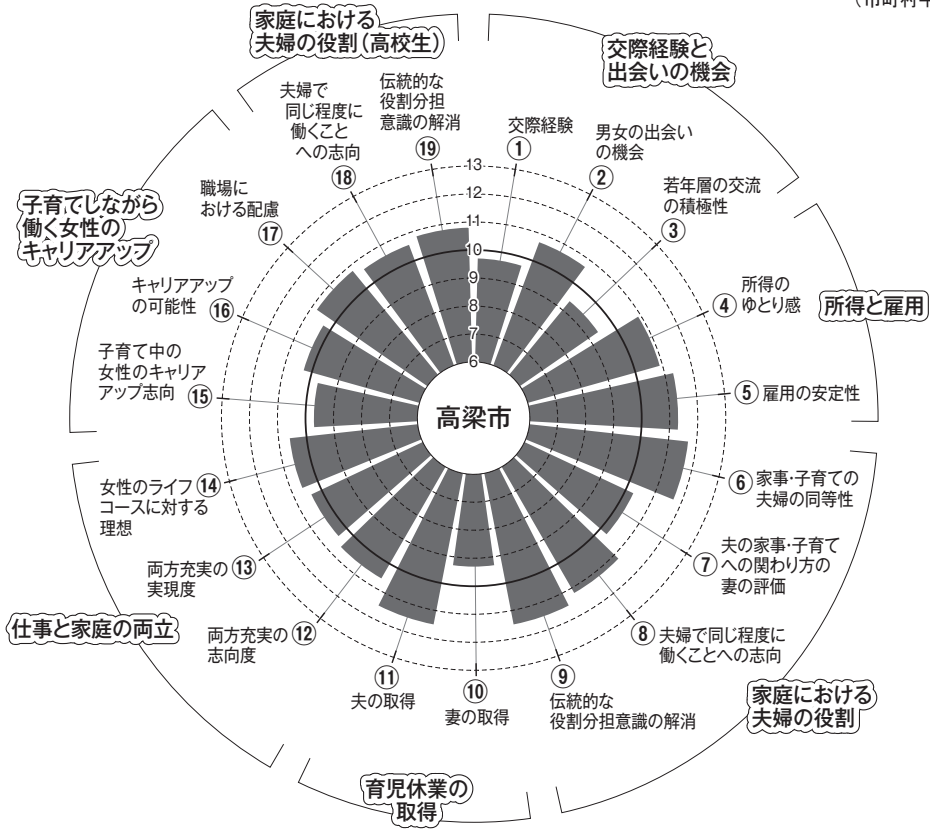 (市町村平
家庭における
夫婦の役割(高校生)
交際経験と
出会いの機会
所得と雇用
家庭における
夫婦の役割
育児休業の
取得
仕事と家庭の両立
子育てしながら
働く女性の
キャリアアップ
交際経験
①
男女の出会い
の機会
②
若年層の交流
の積極性
③
④ 所得の
ゆとり感
⑤ 雇用の安定性
⑥ 家事・子育ての
夫婦の同等性
⑦ 夫の家事・子育て
への関わり方の
妻の評価
⑧ 夫婦で同じ程度に
働くことへの志向
⑨
伝統的な
役割分担意識の解消
⑩
妻の取得
⑪
夫の取得
両方充実の ⑫
志向度
両方充実の ⑬
実現度
女性のライフ ⑭
コースに対する
理想
子育て中の
女性のキャリア
アップ志向 ⑮
キャリアアップ
の可能性 ⑯
職場に
おける配慮
⑰
夫婦で
同じ程度に
働くこと
への志向
⑱
伝統的な
役割分担
意識の解消
⑲
13
12
11
10
9
8
7
6
高梁市